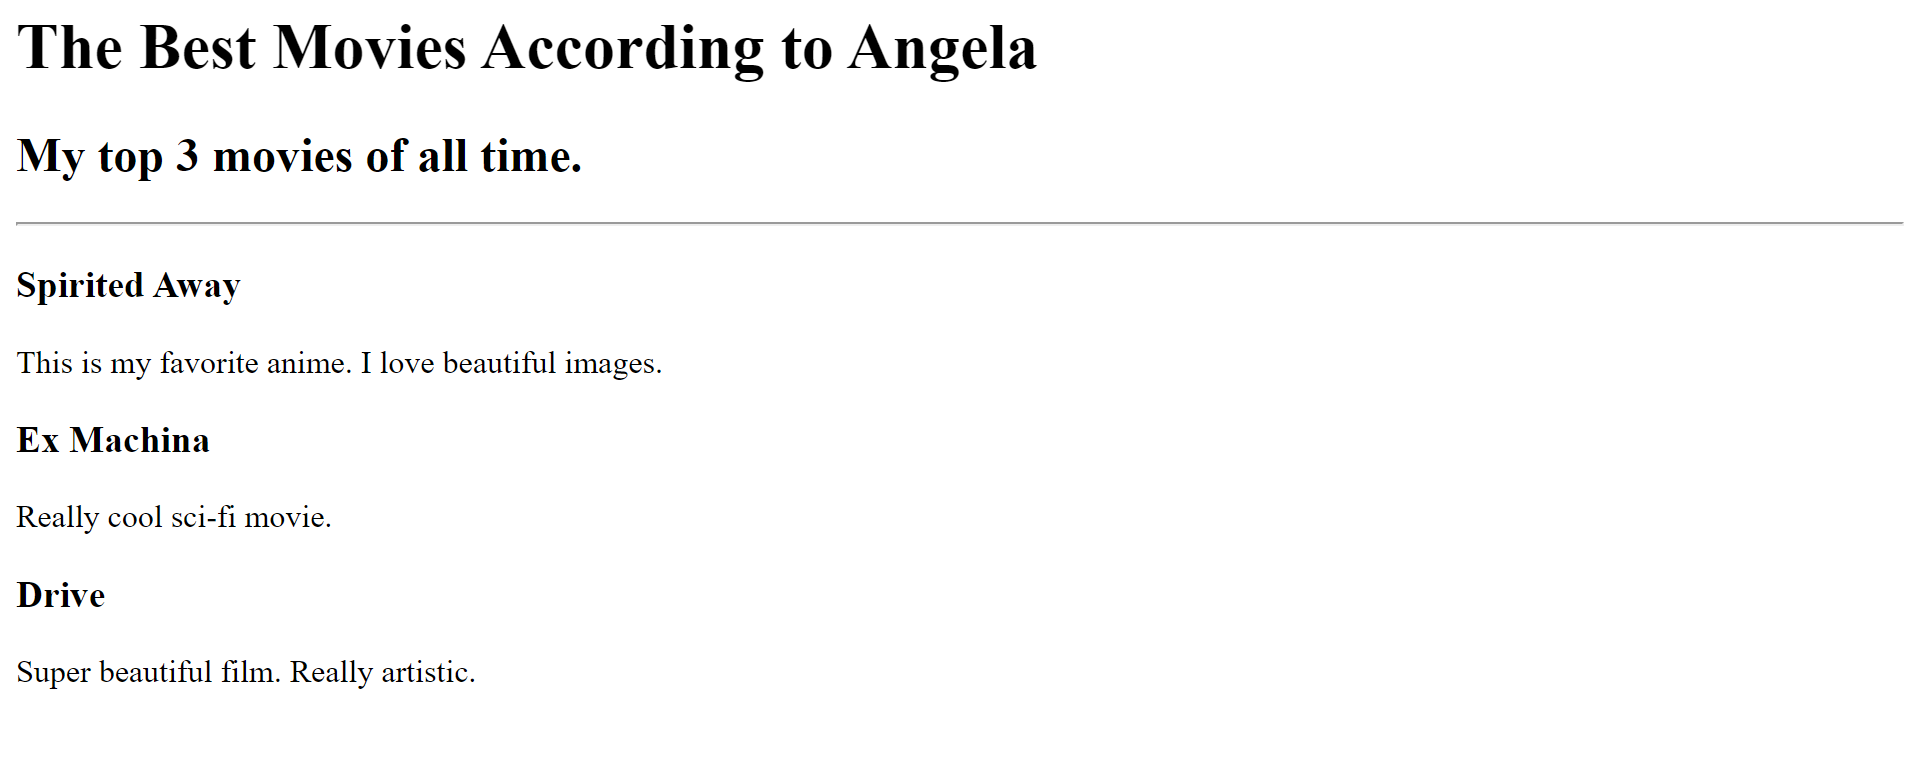 The Best Movies According to Angela
My top 3 movies of all time.
Spirited Away
This is my favorite anime. I love beautiful images.
Ex Machina
Really cool sci-fi movie.
Drive
Super beautiful film. Really artistic.